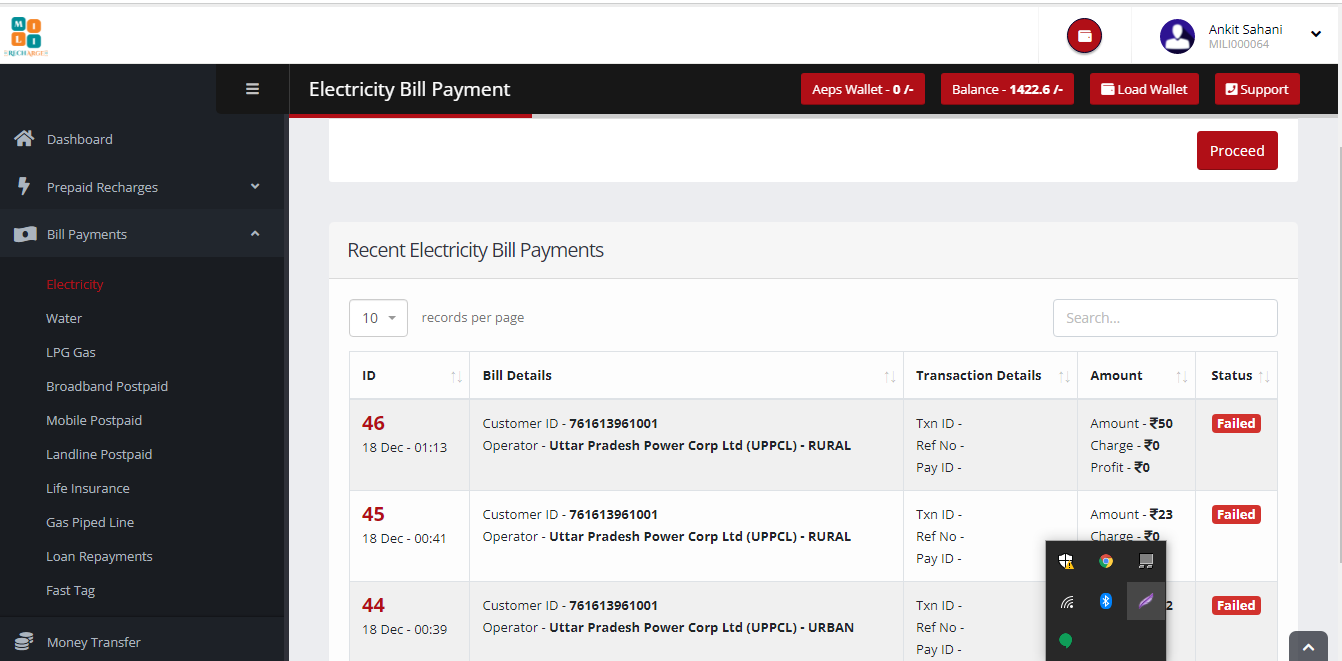 M I
L I
ERECHARGE
Ankit Sahani
MILI000064
Electricity Bill Payment
Aeps Wallet - 0 /-
Balance - 1422.6 /-
Load Wallet
Support
Dashboard
Prepaid Recharges
Bill Payments
Electricity
Water
LPG Gas
Broadband Postpaid
Mobile Postpaid
Landline Postpaid
Life Insurance
Gas Piped Line
Loan Repayments
Fast Tag
Money Transfer
Proceed
Recent Electricity Bill Payments
10 records per page
Search...
ID Bill Details Transaction Details Amount Status
46
18 Dec - 01:13
Customer ID - 761613961001
Operator - Uttar Pradesh Power Corp Ltd (UPPCL) - RURAL
Txn ID -
Ref No -
Pay ID -
Amount - ₹50
Charge - ₹0
Profit - ₹0
Failed
45
18 Dec - 00:41
Customer ID - 761613961001
Operator - Uttar Pradesh Power Corp Ltd (UPPCL) - RURAL
Txn ID -
Ref No -
Pay ID -
Amount - ₹23
Charge - ₹0
Failed
44
18 Dec - 00:39
Customer ID - 761613961001
Operator - Uttar Pradesh Power Corp Ltd (UPPCL) - URBAN
Txn ID -
Ref No -
Pay ID -
2
Failed